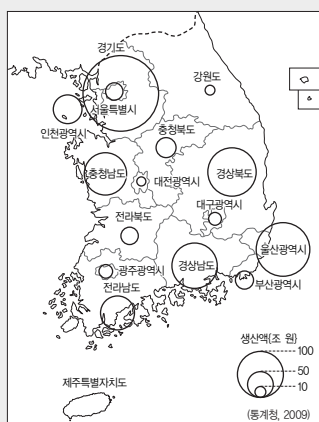 경기도
강원도
서울특별시
인천광역시
충청북도
충청남도
대전광역시
경상북도
대구광역시
전라북도
울산광역시
광주광역시
경상남도
부산광역시
전라남도
생산액(조 원)
100
50
10
제주특별자치도
(통계청, 2009)